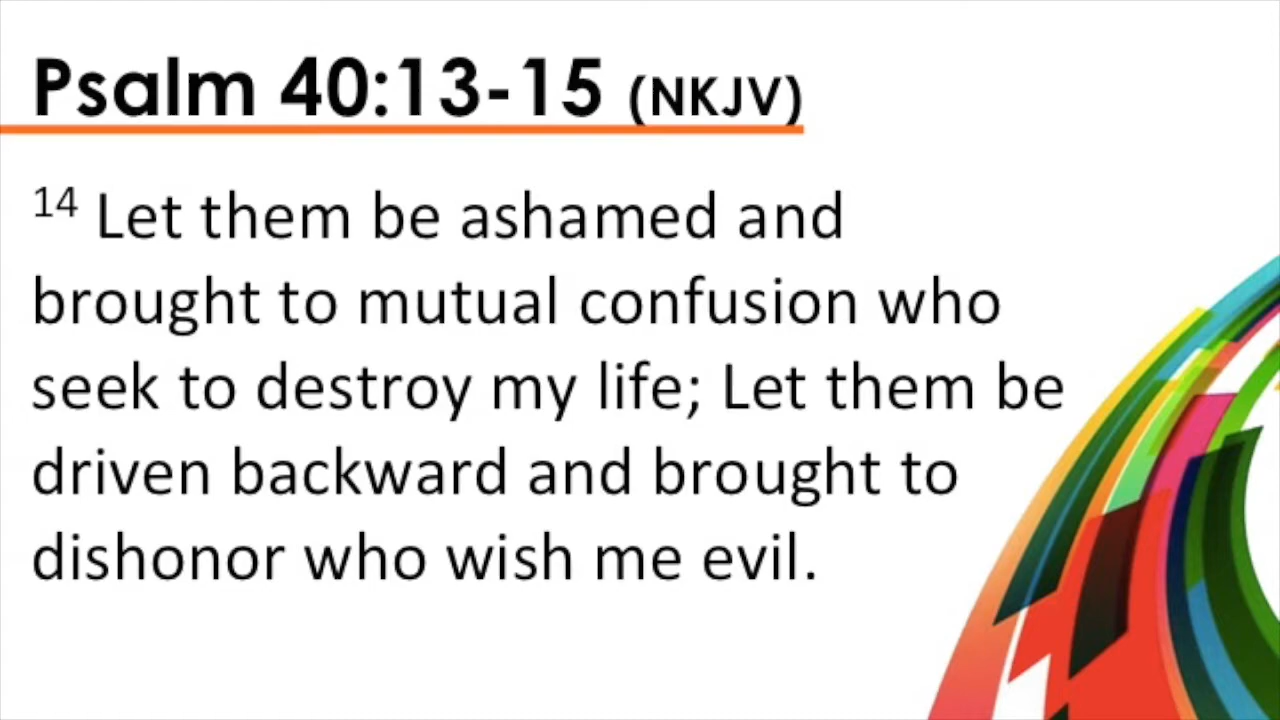 Psalm 40:13-15 (NKJV)
14 Let them be ashamed and
brought to mutual confusion who
seek to destroy my life; Let them be
driven backward and brought to
dishonor who wish me evil.